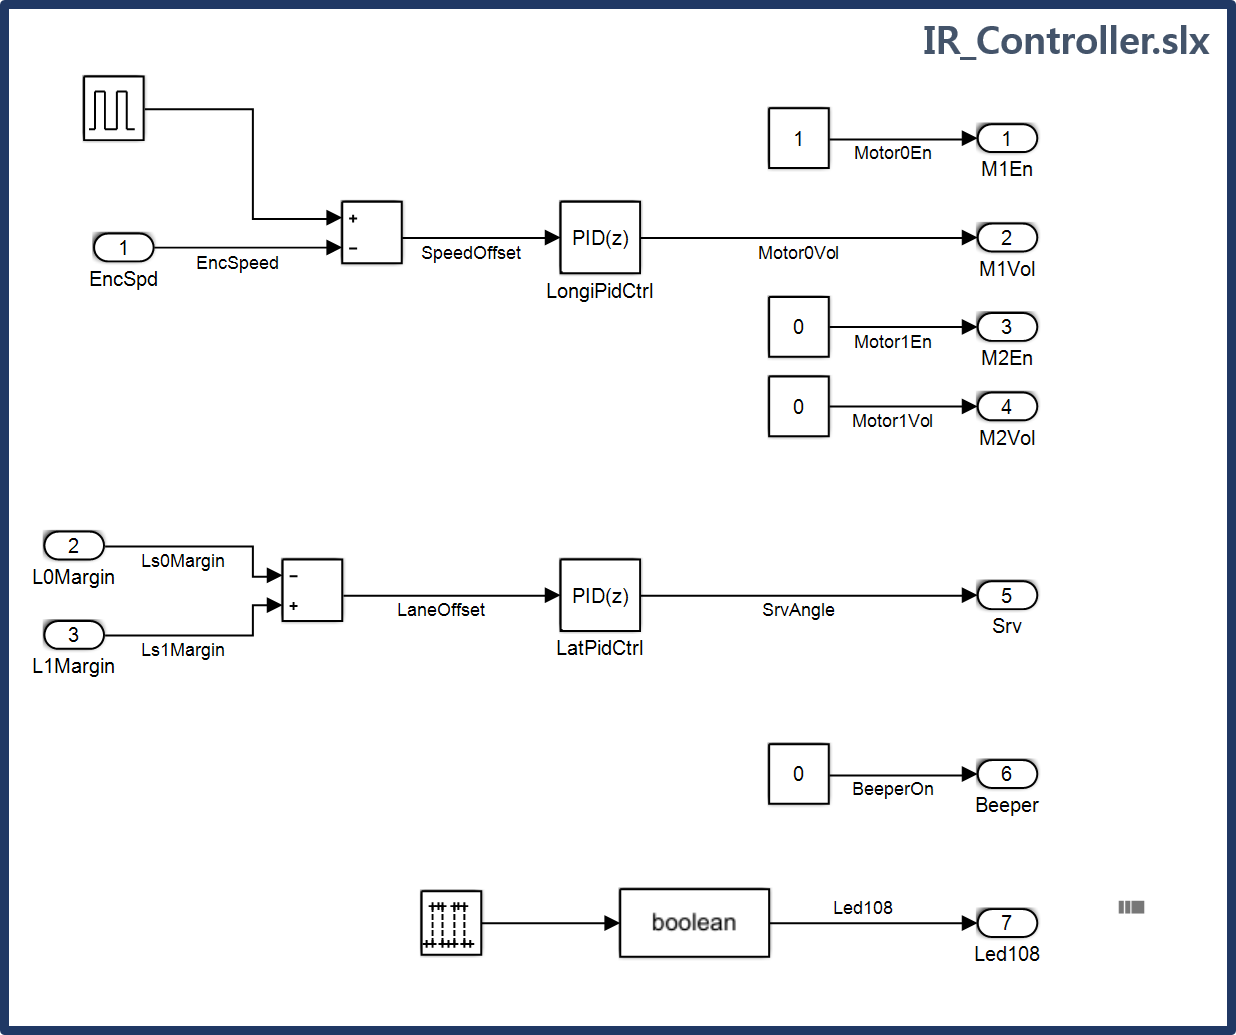 IR_Controller.slx
1
Motor0En
1
M1En
+
−
1
EncSpd
EncSpeed
SpeedOffset
PID(z)
LongiPidCtrl
Motor0Vol
2
M1Vol
0
Motor1En
3
M2En
0
Motor1Vol
4
M2Vol
2
L0Margin
Ls0Margin
−
+
3
L1Margin
Ls1Margin
LaneOffset
PID(z)
LatPidCtrl
SrvAngle
5
Srv
0
BeeperOn
6
Beeper
boolean
Led108
7
Led108